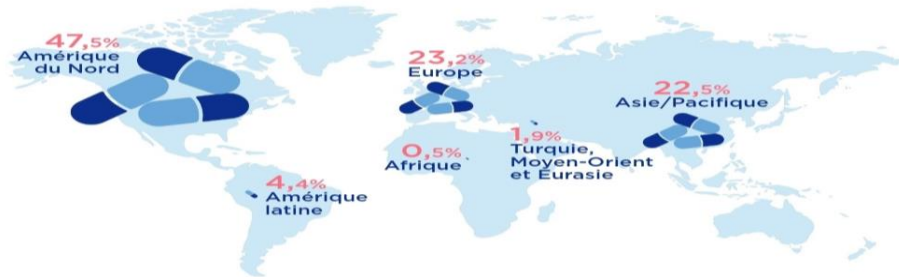 47,5%
Amérique
du Nord
23,2%
Europe
22,5%
Asie/Pacifique
1,9%
Turquie,
Moyen-Orient
et Eurasie
0,5%
Afrique
4,4%
Amérique
latine